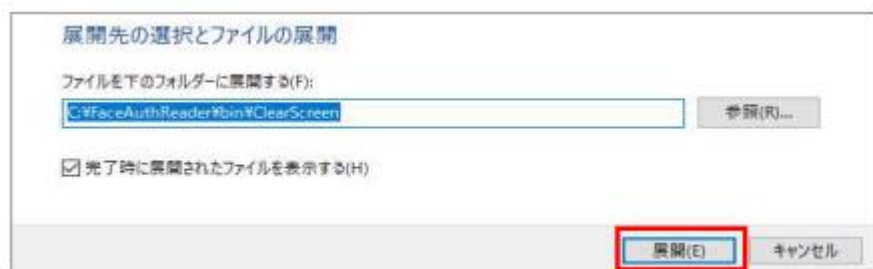 展開先の選択とファイルの展開
ファイルを下のフォルダーに展開する(F):
C:¥FaceAuthReader¥bin¥ClearScreen
参照(R)...
完了時に展開されたファイルを表示する(H)
展開(E)
キャンセル